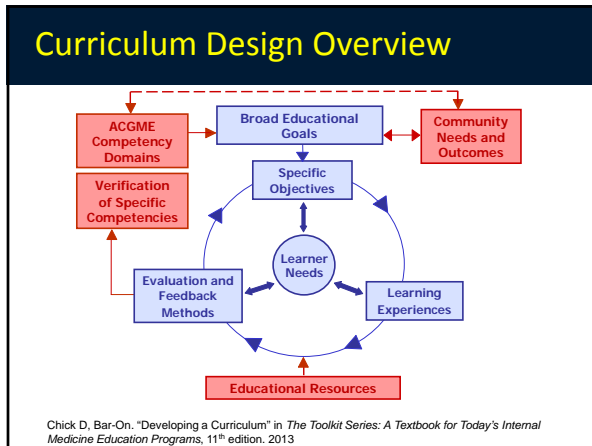 Curriculum Design Overview
ACGME
Competency
Domains
Broad Educational
Goals
Community
Needs and
Outcomes
Verification
of Specific
Competencies
Specific
Objectives
Learner
Needs
Evaluation and
Feedback
Methods
Learning
Experiences
Educational Resources
Chick D, Bar-On. “Developing a Curriculum” in The Toolkit Series: A Textbook for Today’s Internal
Medicine Education Programs, 11th edition. 2013